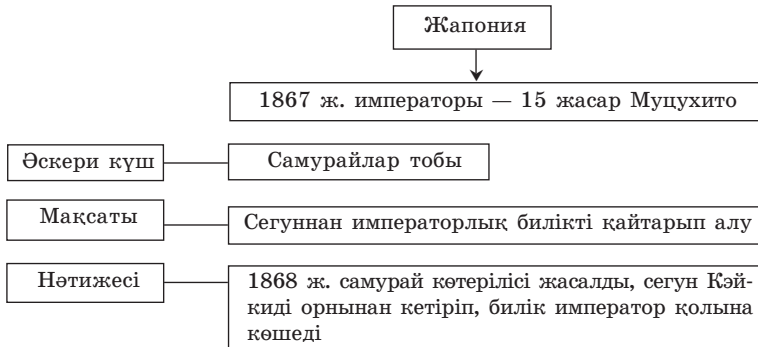 Жапония
1867 ж. императоры — 15 жасар Муцухито
Әскери күш
Самурайлар тобы
Мақсаты
Сегуннан императорлық билікті қайтарып алу
Нәтижесі
1868 ж. самурай көтерілісі жасалды, сегун Кэй-
киді орнынан кетіріп, билік император қолына
көшеді